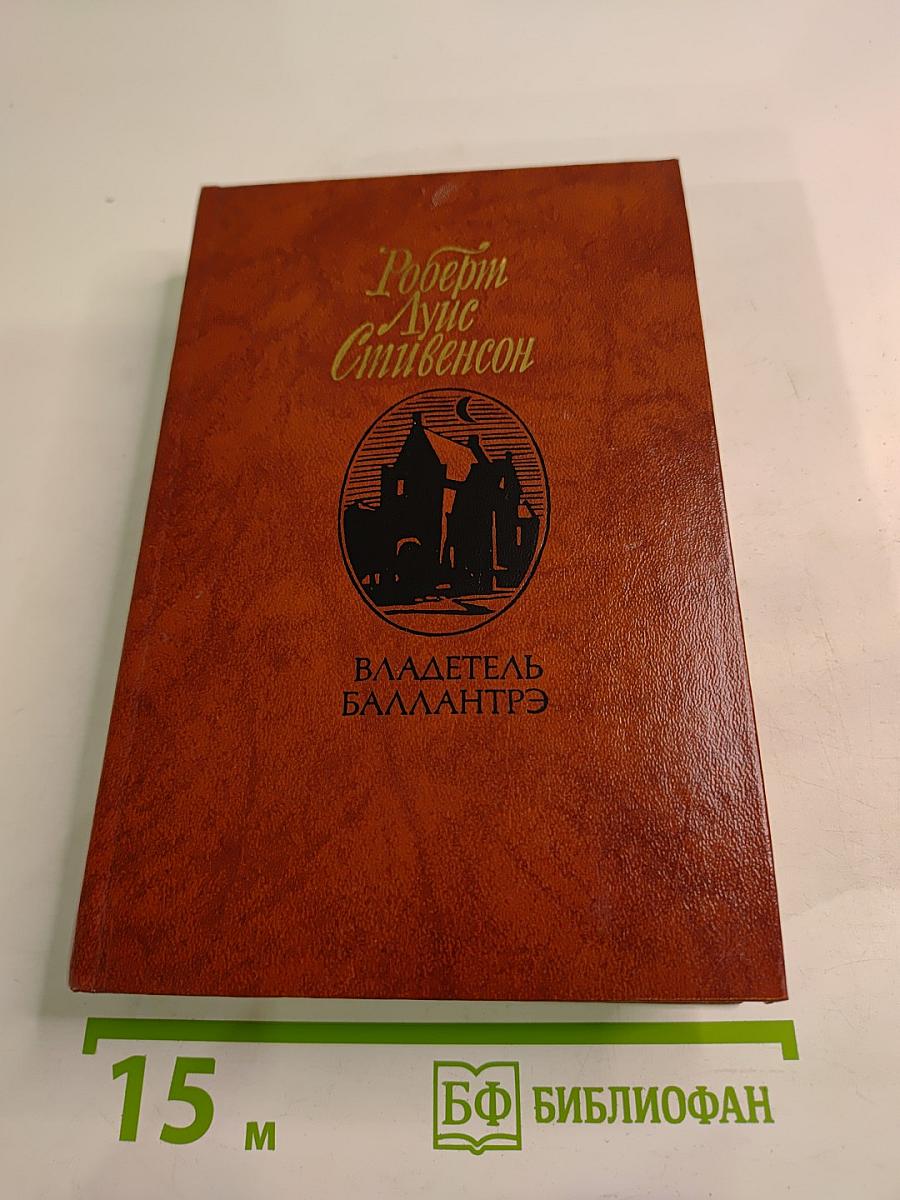 Роберт
Луис
Стивенсон
ВЛАДЕТЕЛЬ
БАЛЛАНТРЭ
15 м
БФ БИБЛИОФАН